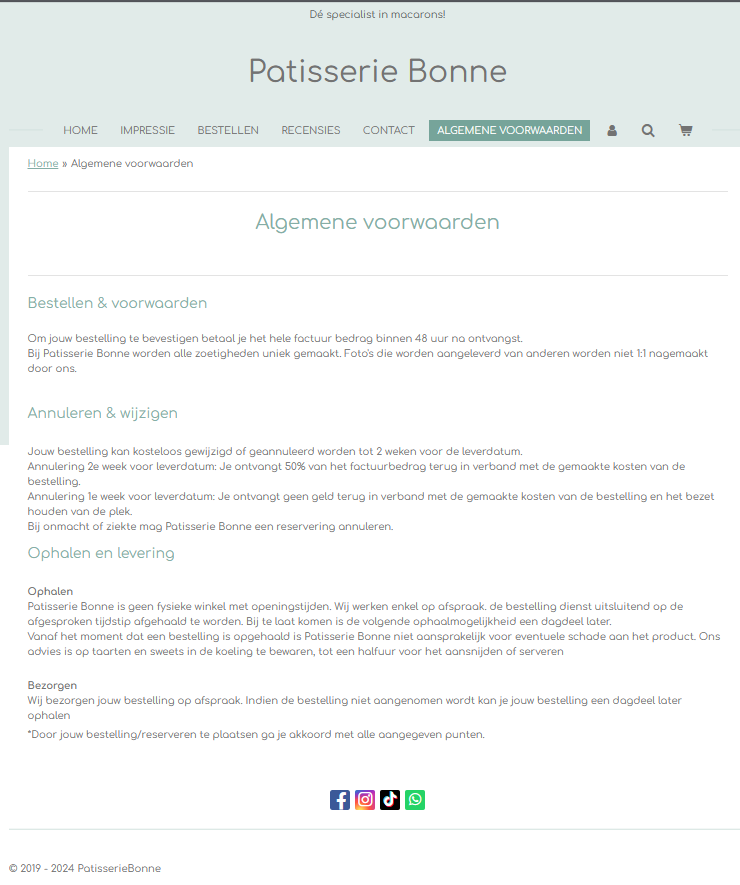 Dé specialist in macarons!
Patisserie Bonne
HOME IMPRESSIE BESTELLEN RECENSIES CONTACT ALGEMENE VOORWAARDEN
Home » Algemene voorwaarden
Algemene voorwaarden
Bestellen & voorwaarden
Om jouw bestelling te bevestigen betaal je het hele factuur bedrag binnen 48 uur na ontvangst.
Bij Patisserie Bonne worden alle zoetigheden uniek gemaakt. Foto's die worden aangeleverd van anderen worden niet 1:1 nagemaakt
door ons.
Annuleren & wijzigen
Jouw bestelling kan kosteloos gewijzigd of geannuleerd worden tot 2 weken voor de leverdatum.
Annulering 2e week voor leverdatum: Je ontvangt 50% van het factuurbedrag terug in verband met de gemaakte kosten van de
bestelling.
Annulering 1e week voor leverdatum: Je ontvangt geen geld terug in verband met de gemaakte kosten van de bestelling en het bezet
houden van de plek.
Bij onmacht of ziekte mag Patisserie Bonne een reservering annuleren.
Ophalen en levering
Ophalen
Patisserie Bonne is geen fysieke winkel met openingstijden. Wij werken enkel op afspraak. de bestelling dienst uitsluitend op de
afgesproken tijdstip afgehaald te worden. Bij te laat komen is de volgende ophaalmogelijkheid een dagdeel later.
Vanaf het moment dat een bestelling is opgehaald is Patisserie Bonne niet aansprakelijk voor eventuele schade aan het product. Ons
advies is op taarten en sweets in de koeling te bewaren, tot een halfuur voor het aansnijden of serveren
Bezorgen
Wij bezorgen jouw bestelling op afspraak. Indien de bestelling niet aangenomen wordt kan je jouw bestelling een dagdeel later
ophalen
*Door jouw bestelling/reserveren te plaatsen ga je akkoord met alle aangegeven punten.
© 2019 - 2024 PatisserieBonne